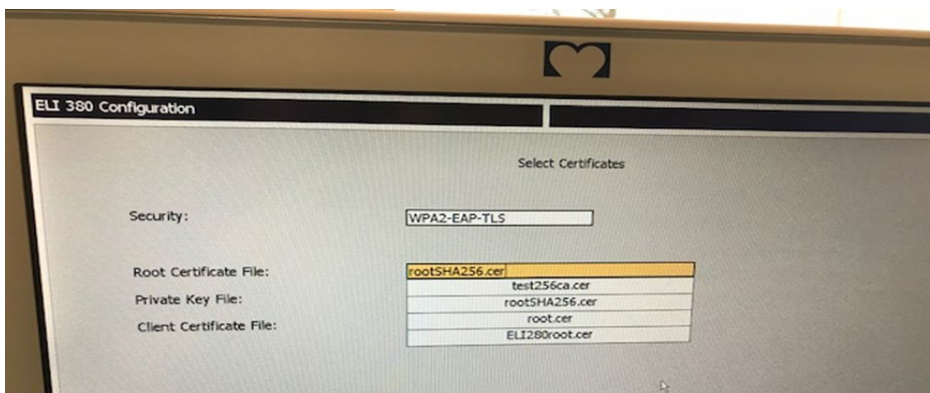 ELI 380 Configuration
Select Certificates
Security:
WPA2-EAP-TLS
Root Certificate File:
rootSHA256.cer
test256ca.cer
Private Key File:
rootSHA256.cer
root.cer
Client Certificate File:
ELI280root.cer